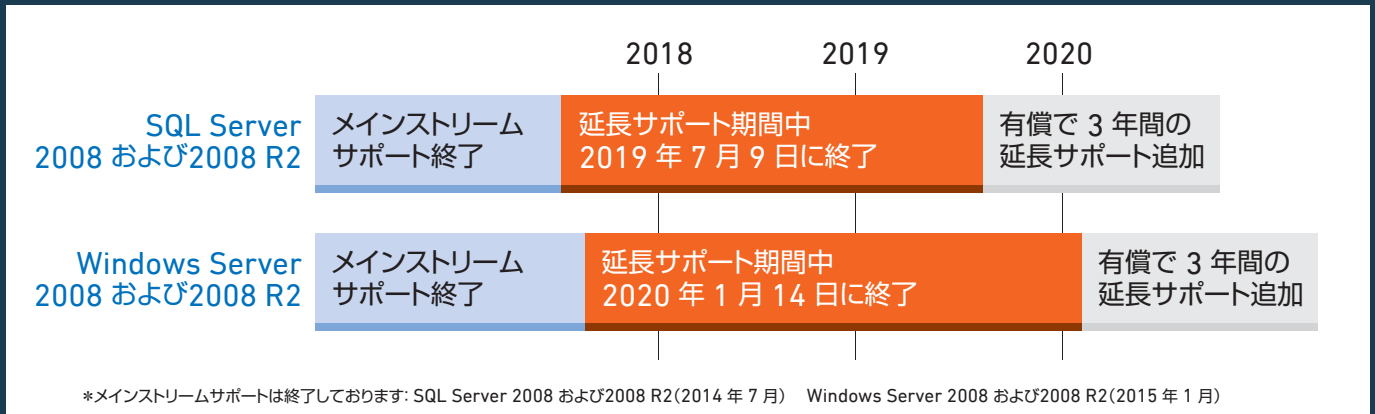 2018 2019 2020
SQL Server
2008 および2008 R2
メインストリーム
サポート終了
延長サポート期間中
2019 年 7 月 9 日に終了
有償で 3 年間の
延長サポート追加
Windows Server
2008 および2008 R2
メインストリーム
サポート終了
延長サポート期間中
2020 年 1 月 14 日に終了
有償で 3 年間の
延長サポート追加
*メインストリームサポートは終了しております: SQL Server 2008 および2008 R2(2014 年 7 月) Windows Server 2008 および2008 R2(2015 年 1 月)